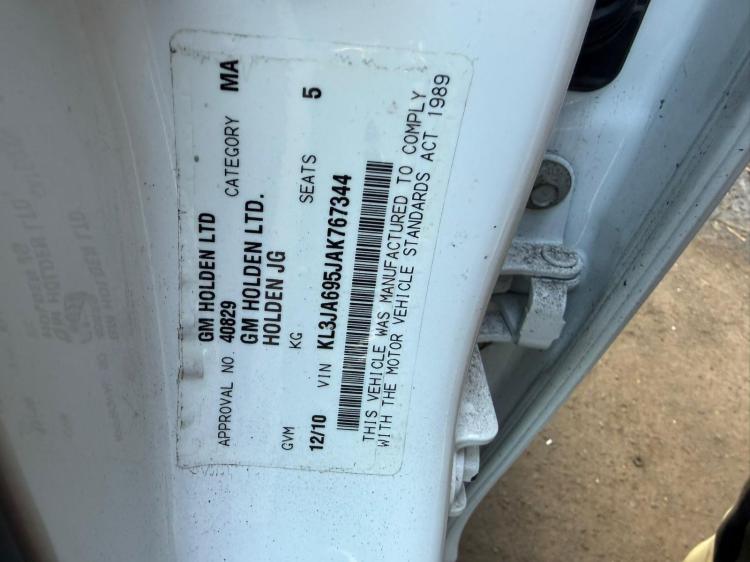 GM HOLDEN LTD
APPROVAL NO. 40829 CATEGORY MA
GM HOLDEN LTD.
HOLDEN JG
GVM KG SEATS 5
12/10 VIN KL3JA695JAK767344
THIS VEHICLE WAS MANUFACTURED TO COMPLY
WITH THE MOTOR VEHICLE STANDARDS ACT 1989